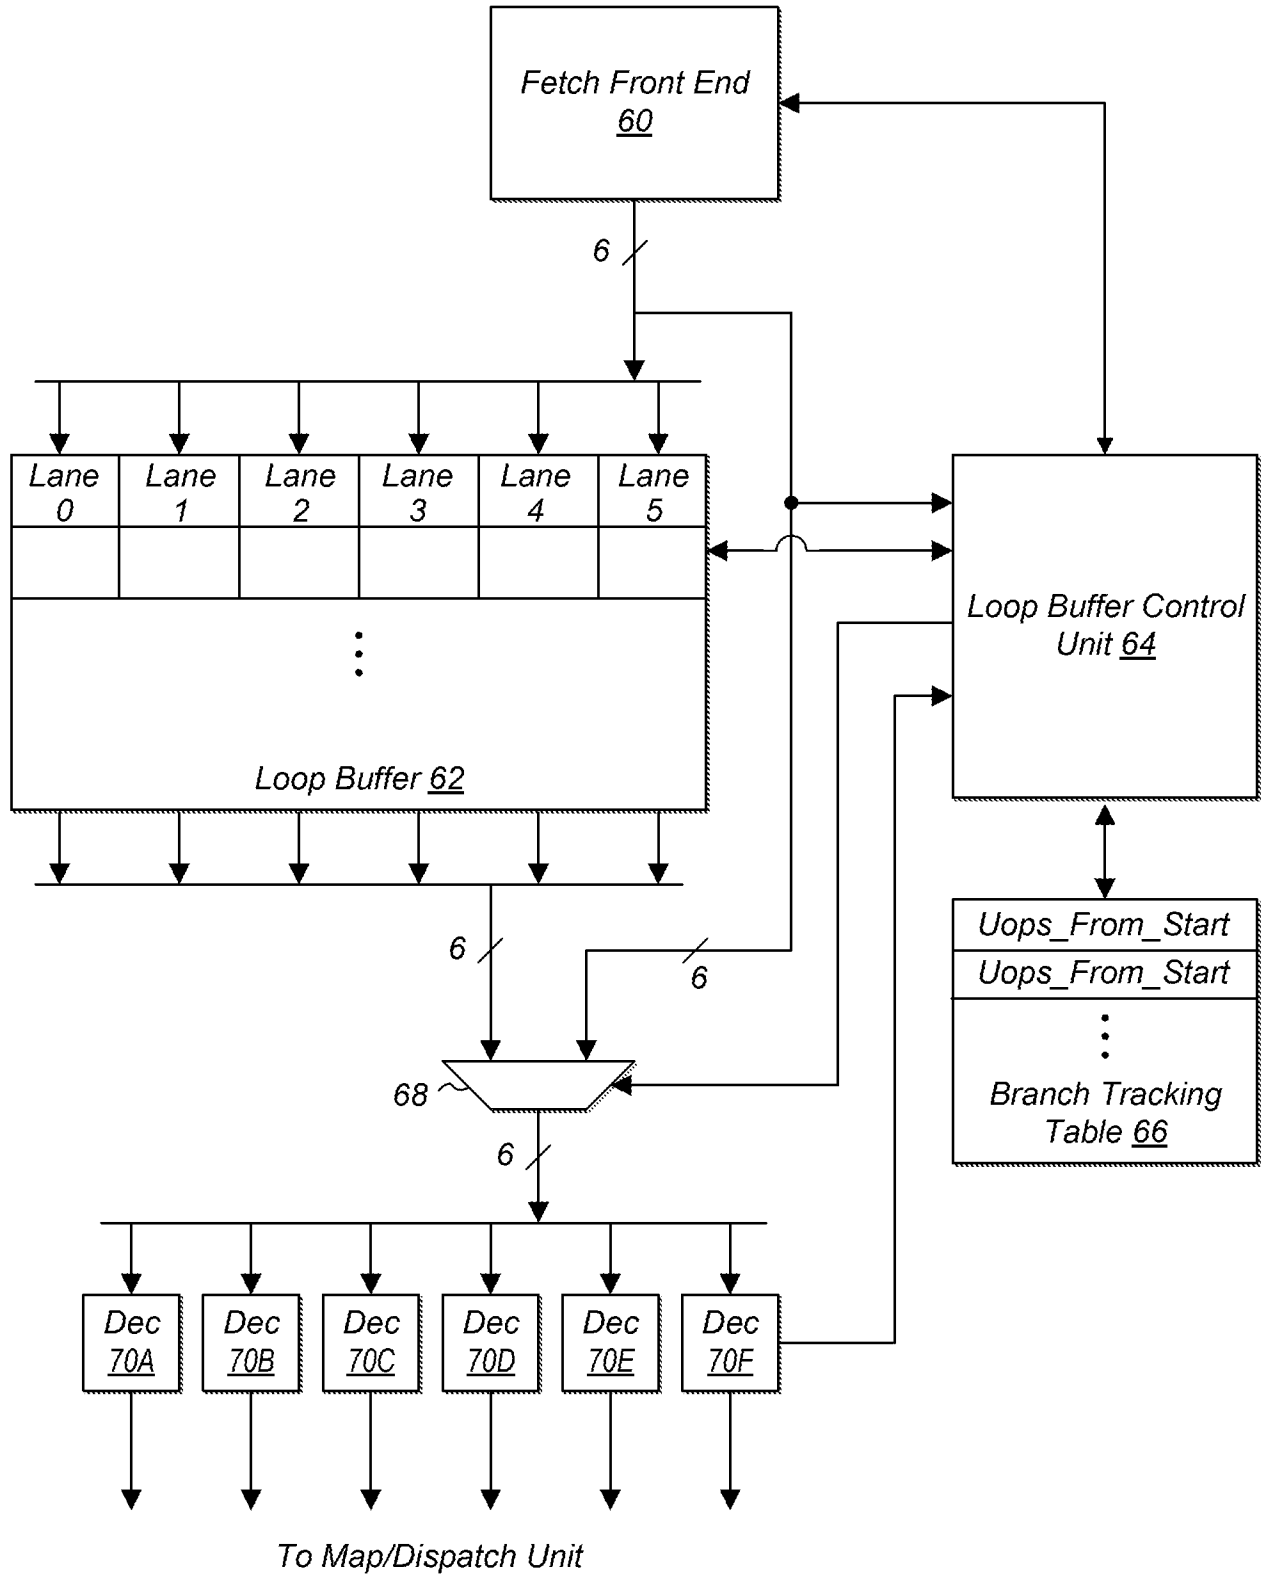 Fetch Front End
60
6
Lane 0
Lane 1
Lane 2
Lane 3
Lane 4
Lane 5
Loop Buffer Control
Unit 64
Loop Buffer 62
Uops_From_Start
Uops_From_Start
6
6
Branch Tracking
Table 66
68
6
Dec 70A
Dec 70B
Dec 70C
Dec 70D
Dec 70E
Dec 70F
To Map/Dispatch Unit